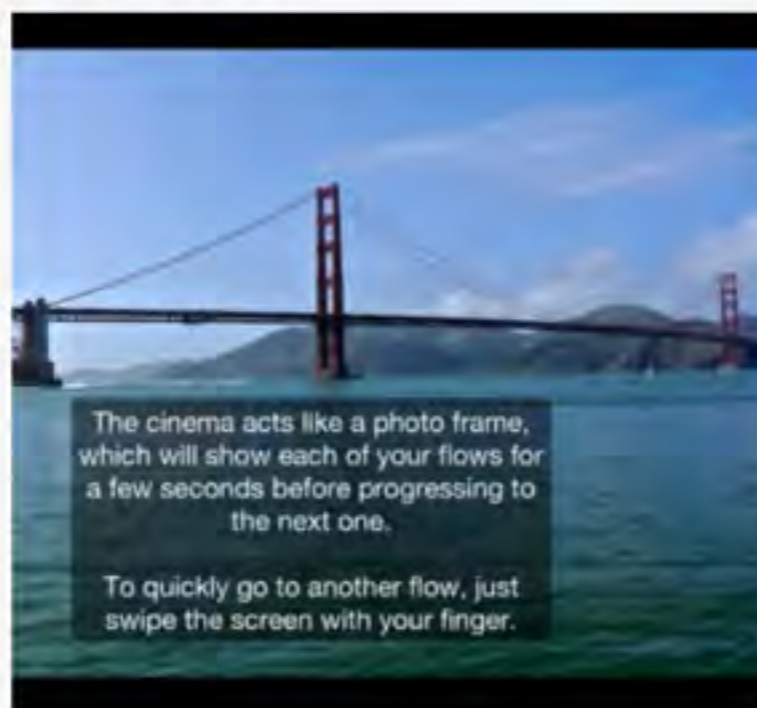 The cinema acts like a photo frame,
which will show each of your flows for
a few seconds before progressing to
the next one.
To quickly go to another flow, just
swipe the screen with your finger.